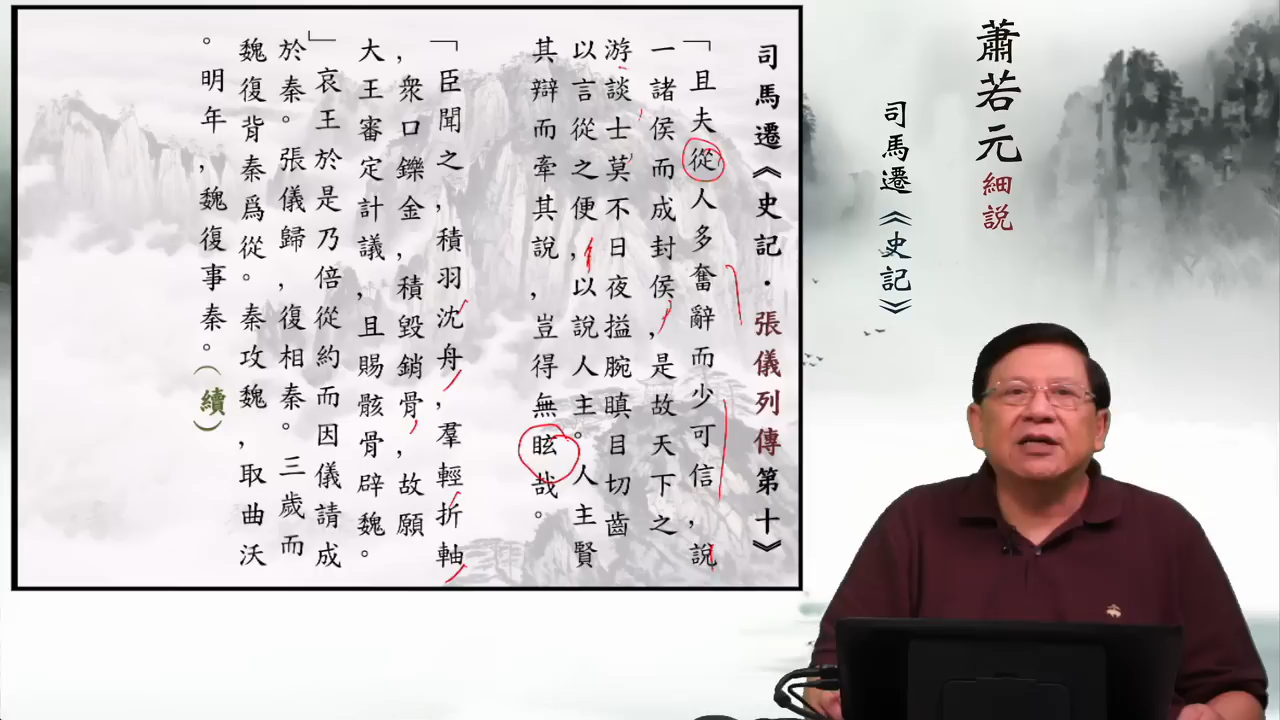 蕭若元細說
司馬遷《史記》
司馬遷《史記·張儀列傳第十》
「且夫從人多奮辭而少可信,說
一諸侯而成封侯,是故天下之
游談士莫不日夜搤腕瞋目切齒
以言從之便,以說人主。人主賢
其辯而牽其說,豈得無眩哉。
「臣聞之,積羽沈舟,羣輕折軸
,衆口鑠金,積毀銷骨,故願
大王審定計議,且賜骸骨辟魏。
」哀王於是乃倍從約而因儀請成
於秦。張儀歸,復相秦。三歲而
魏復背秦爲從。秦攻魏,取曲沃
。明年,魏復事秦。(續)